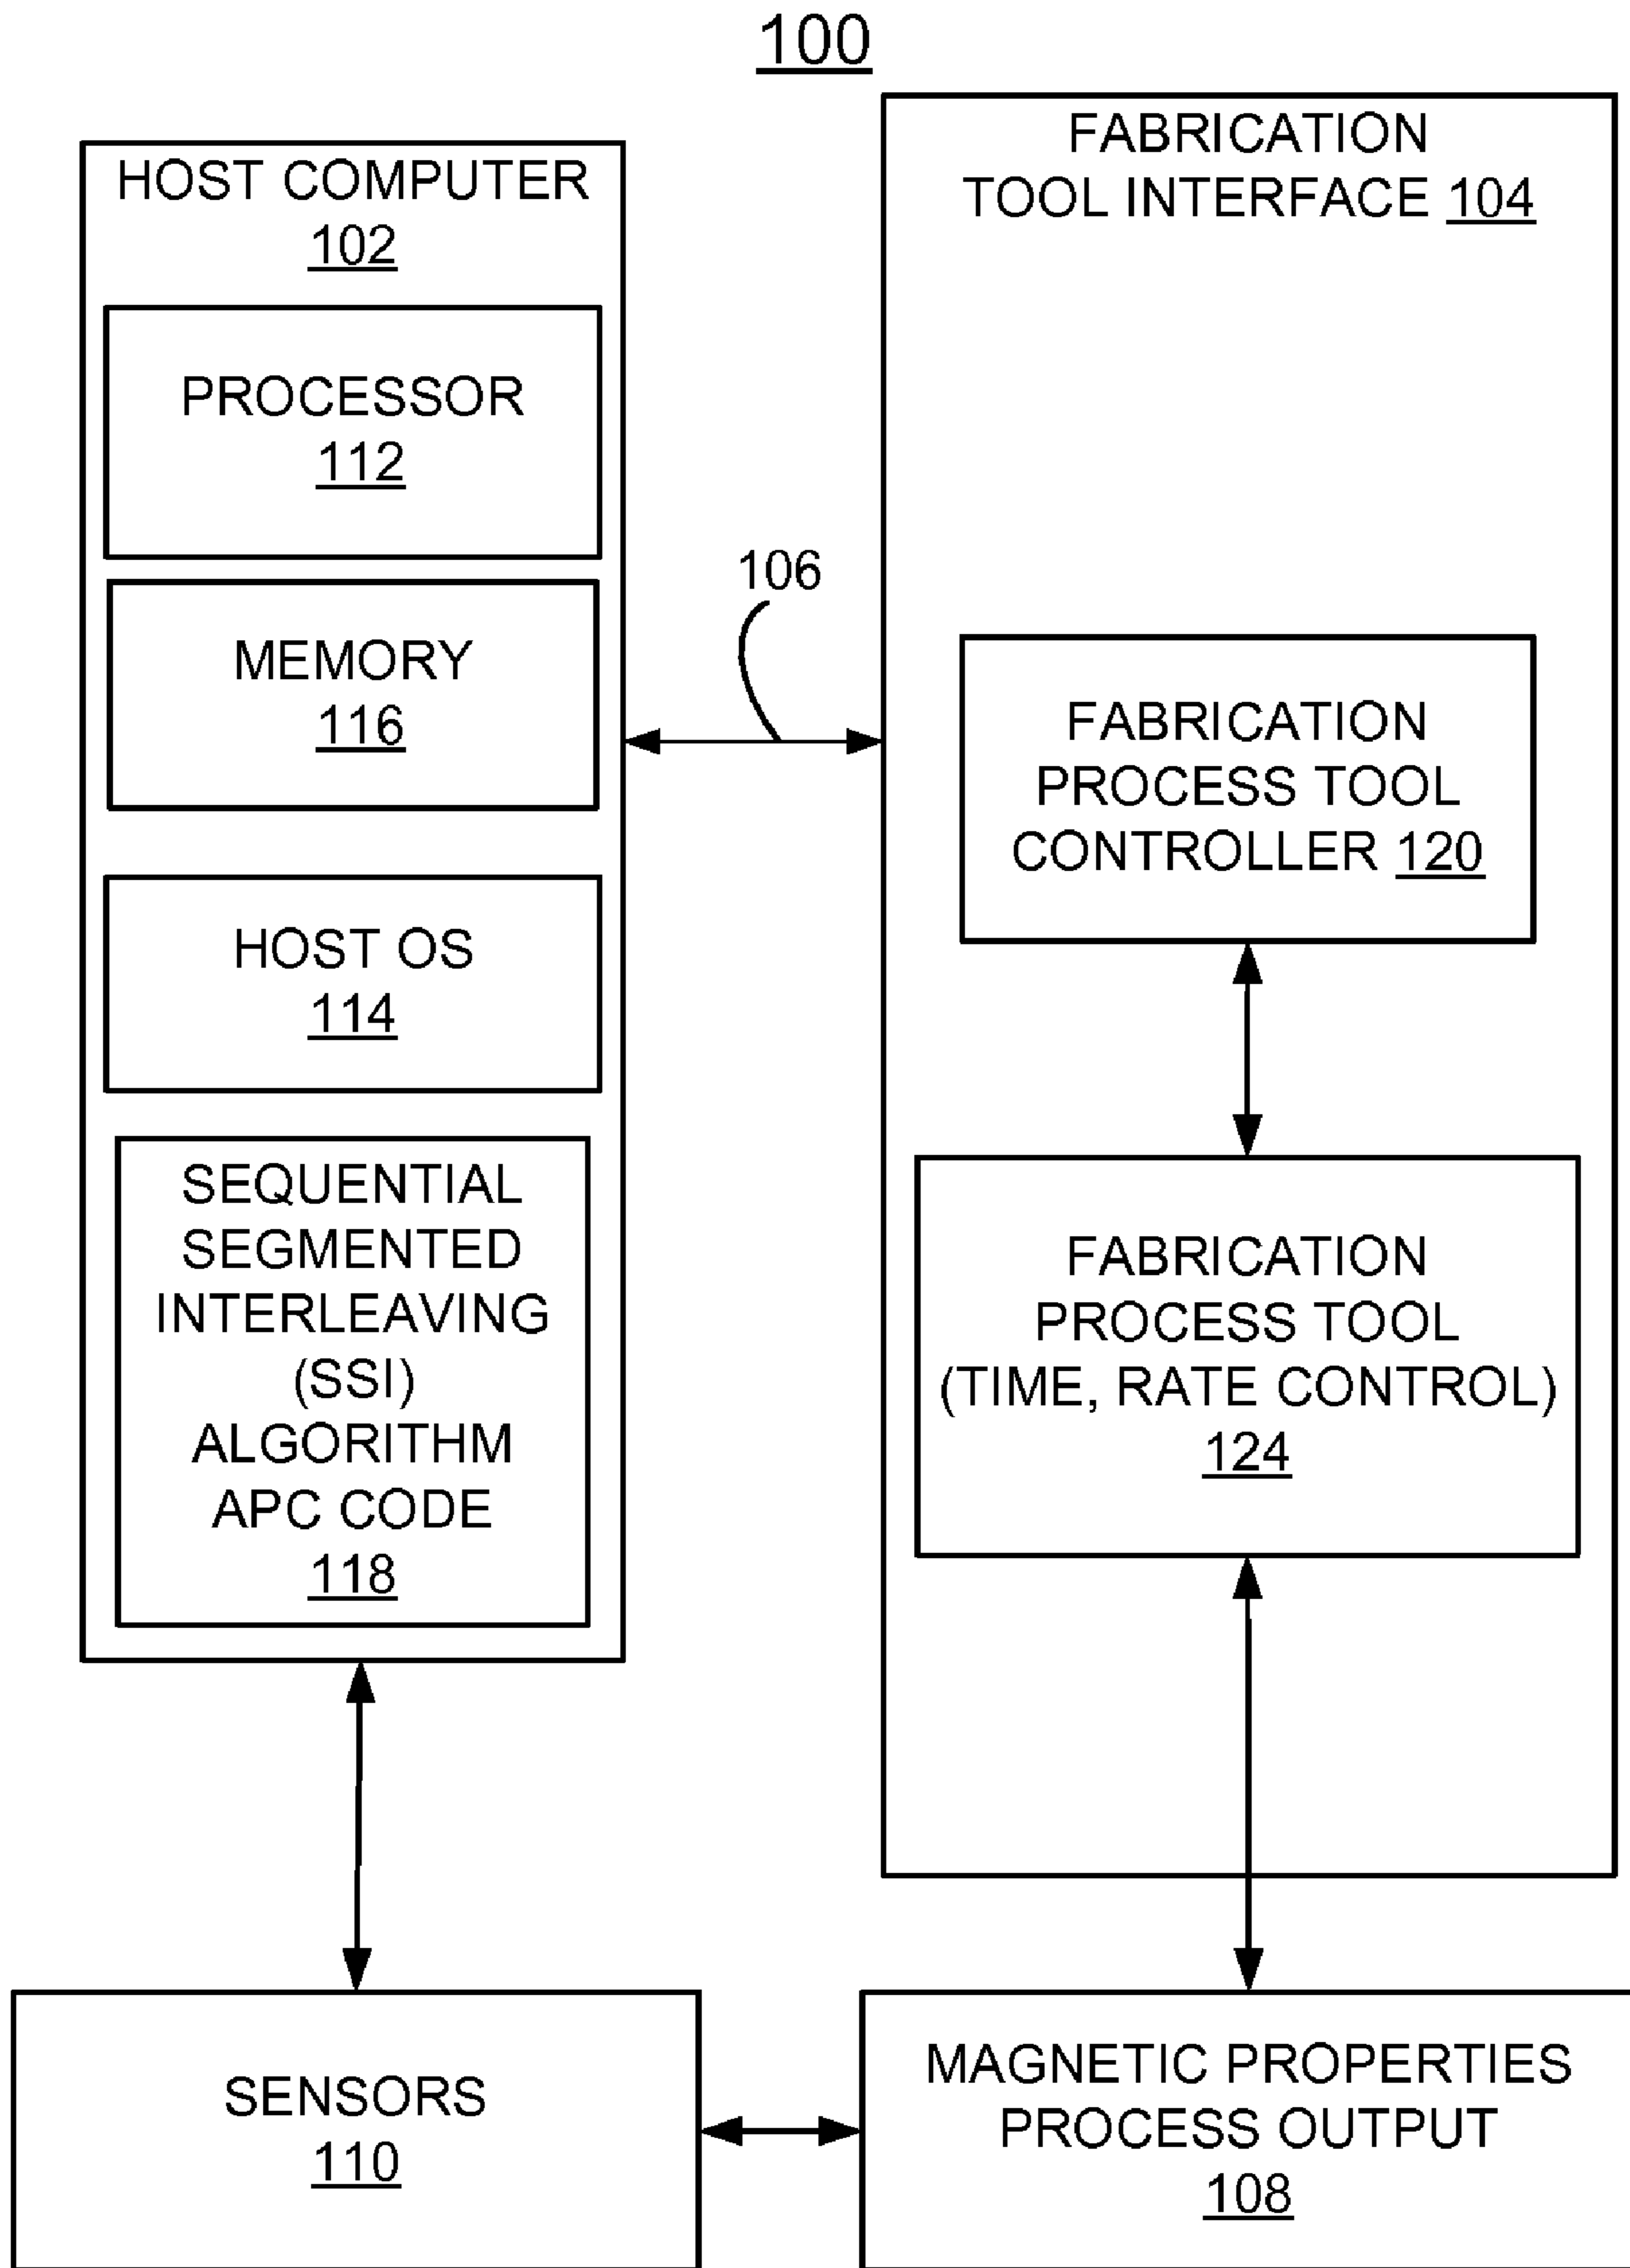 100
HOST COMPUTER
102
PROCESSOR
112
MEMORY
116
HOST OS
114
SEQUENTIAL
SEGMENTED
INTERLEAVING
(SSI)
ALGORITHM
APC CODE
118
106
FABRICATION
TOOL INTERFACE 104
FABRICATION
PROCESS TOOL
CONTROLLER 120
FABRICATION
PROCESS TOOL
(TIME, RATE CONTROL)
124
SENSORS
110
MAGNETIC PROPERTIES
PROCESS OUTPUT
108